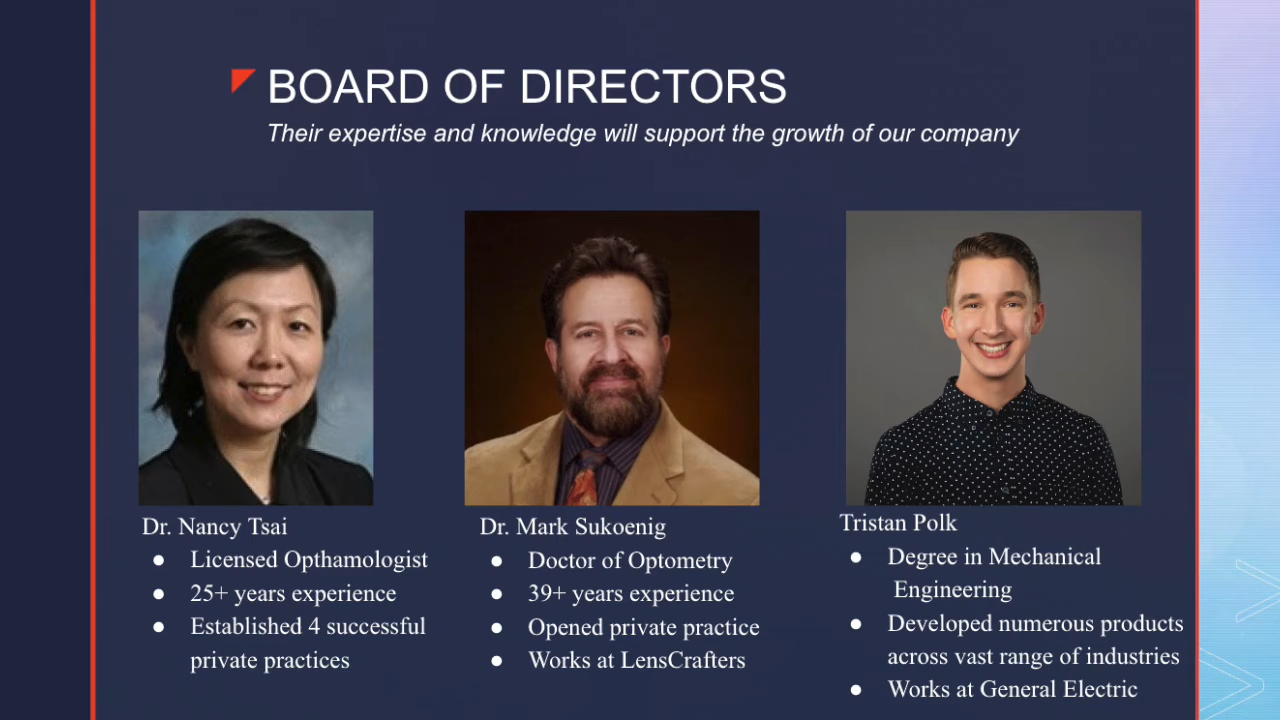 BOARD OF DIRECTORS
Their expertise and knowledge will support the growth of our company
Dr. Nancy Tsai
● Licensed Opthamologist
● 25+ years experience
● Established 4 successful
private practices
Dr. Mark Sukoenig
● Doctor of Optometry
● 39+ years experience
● Opened private practice
● Works at LensCrafters
Tristan Polk
● Degree in Mechanical
Engineering
● Developed numerous products
across vast range of industries
● Works at General Electric